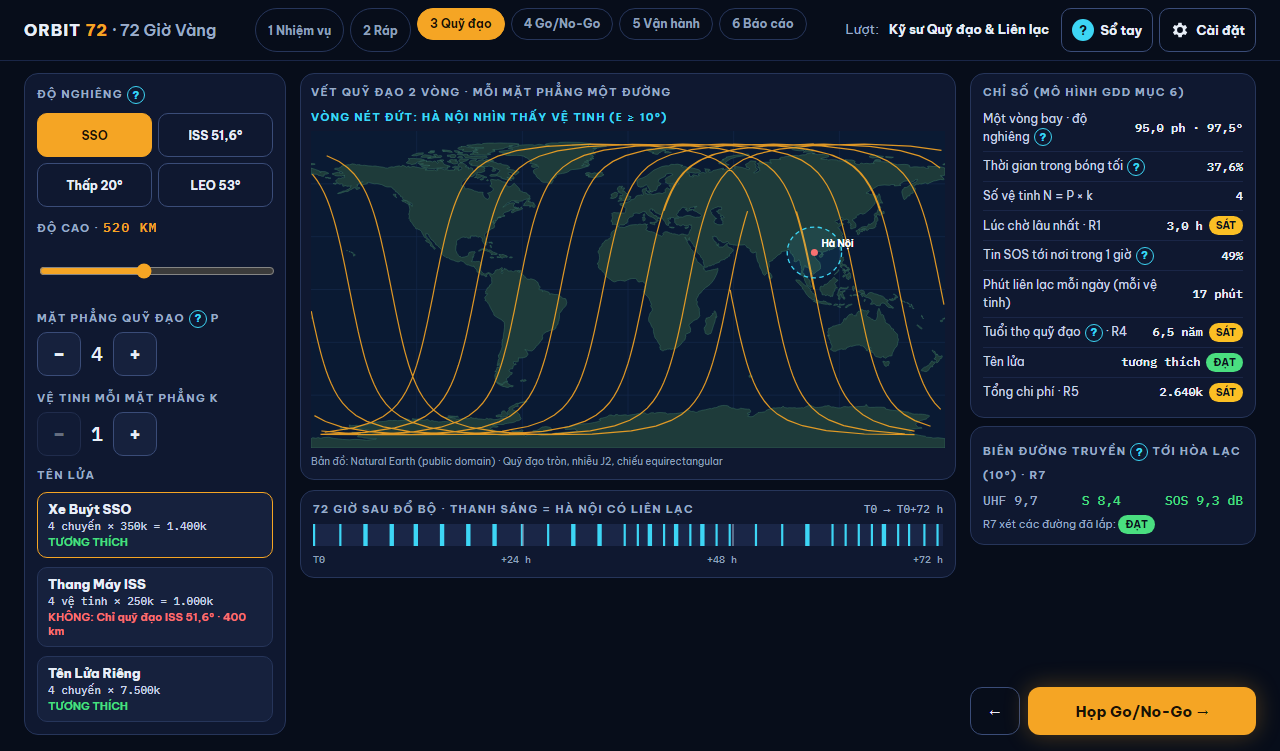 ORBIT 72 · 72 Giờ Vàng
1 Nhiệm vụ
2 Ráp
3 Quỹ đạo
4 Go/No-Go
5 Vận hành
6 Báo cáo
Lượt: Kỹ sư Quỹ đạo & Liên lạc
? Sổ tay
Cài đặt
ĐỘ NGHIÊNG ?
SSO
ISS 51,6°
Thấp 20°
LEO 53°
ĐỘ CAO · 520 KM
MẶT PHẲNG QUỸ ĐẠO ? P
− 4 +
VỆ TINH MỖI MẶT PHẲNG K
− 1 +
TÊN LỬA
Xe Buýt SSO
4 chuyến × 350k = 1.400k
TƯƠNG THÍCH
Thang Máy ISS
4 vệ tinh × 250k = 1.000k
KHÔNG: Chỉ quỹ đạo ISS 51,6° · 400
km
Tên Lửa Riêng
4 chuyến × 7.500k
TƯƠNG THÍCH
VẾT QUỸ ĐẠO 2 VÒNG · MỖI MẶT PHẲNG MỘT ĐƯỜNG
VÒNG NÉT ĐỨT: HÀ NỘI NHÌN THẤY VỆ TINH (E ≥ 10°)
Hà Nội
Bản đồ: Natural Earth (public domain) · Quỹ đạo tròn, nhiễu J2, chiếu equirectangular
72 GIỜ SAU ĐỔ BỘ · THANH SÁNG = HÀ NỘI CÓ LIÊN LẠC
T0 → T0+72 h
T0
+24 h
+48 h
+72 h
CHỈ SỐ (MÔ HÌNH GDD MỤC 6)
Một vòng bay · độ
nghiêng ? 95,0 ph · 97,5°
Thời gian trong bóng tối ? 37,6%
Số vệ tinh N = P × k 4
Lúc chờ lâu nhất · R1 3,0 h SÁT
Tin SOS tới nơi trong 1 giờ ? 49%
Phút liên lạc mỗi ngày (mỗi vệ
tinh) 17 phút
Tuổi thọ quỹ đạo ? · R4 6,5 năm SÁT
Tên lửa tương thích ĐẠT
Tổng chi phí · R5 2.640k SÁT
BIÊN ĐƯỜNG TRUYỀN ? TỚI HÒA LẠC
(10°) · R7
UHF 9,7 S 8,4 SOS 9,3 dB
R7 xét các đường đã lắp: ĐẠT
←
Họp Go/No-Go →